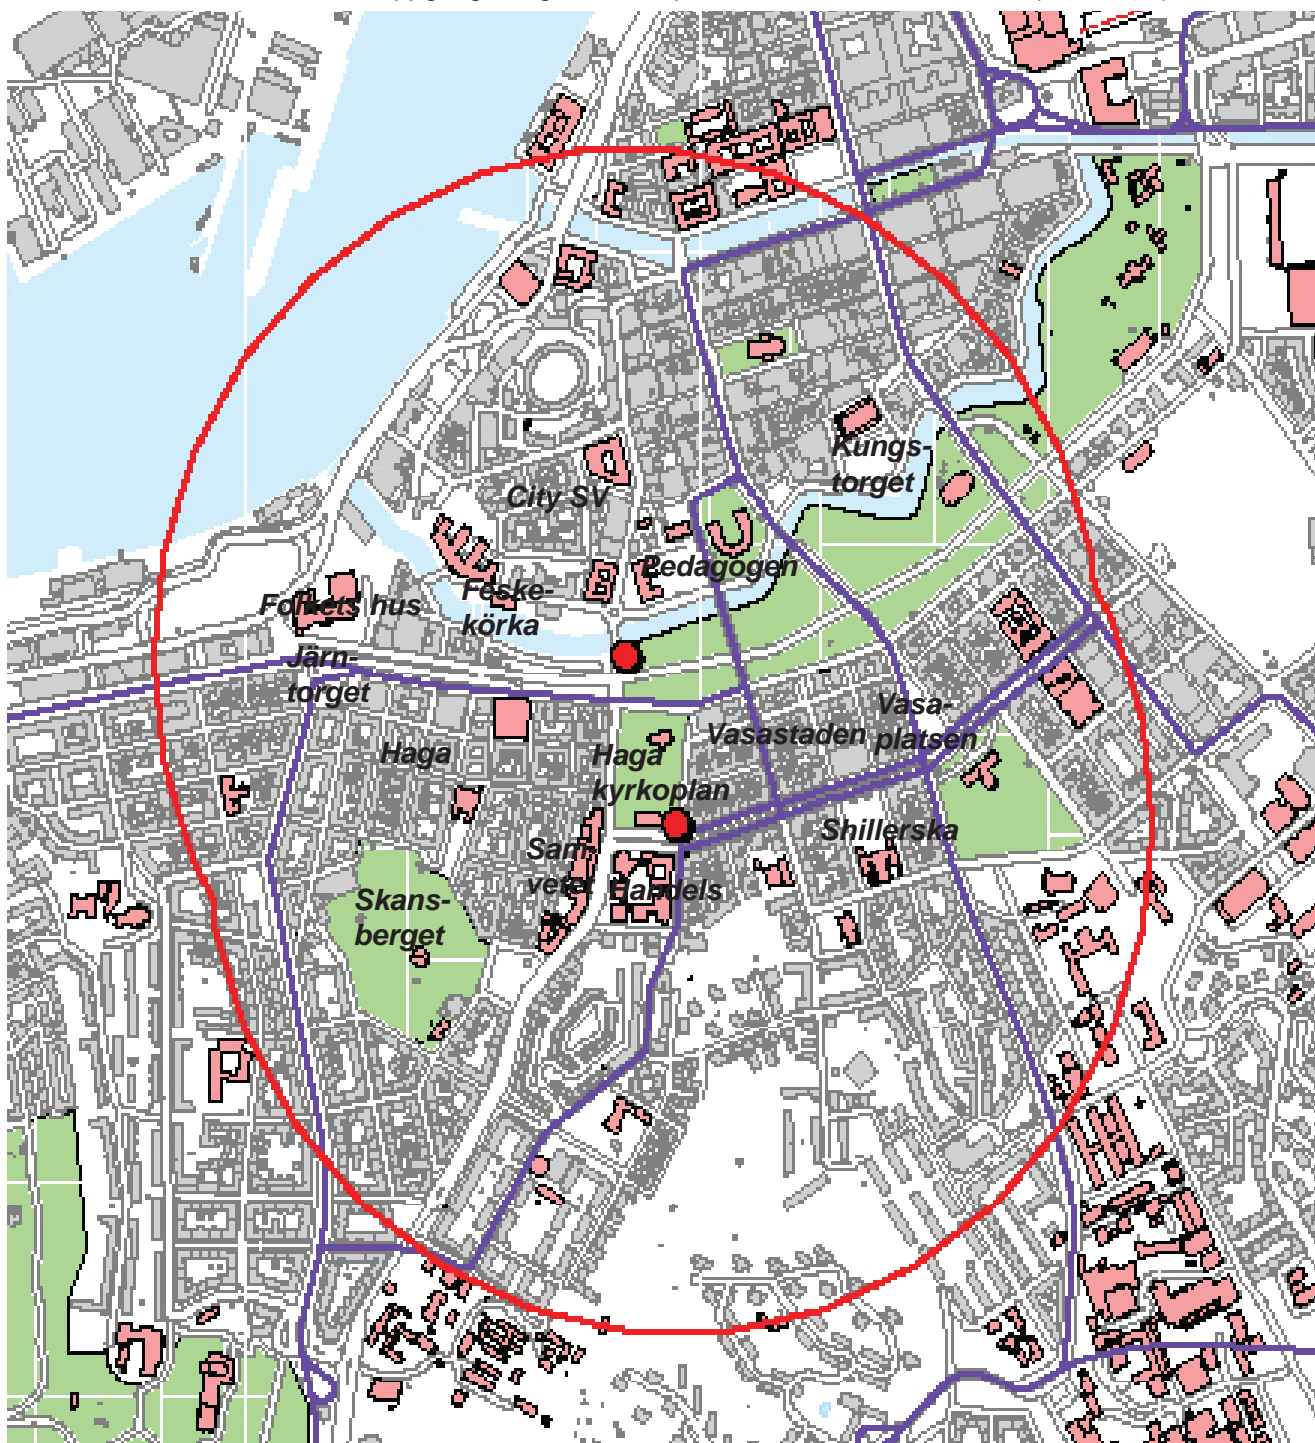 Kungs-
torget
City SV
Pedagogen
Feske-
körka
Folkets hus
Järn-
torget
Vasa-
platsen
Vasastaden
Haga
Haga
kyrkoplan
Shillerska
Sam-
vetet
Handels
Skans-
berget